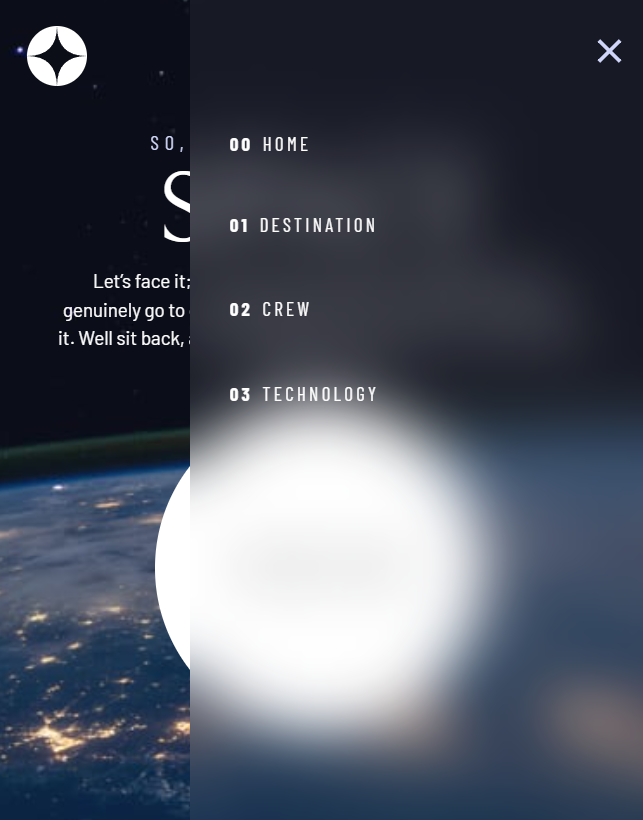 SO,
S
Let's face it;
genuinely go to
it. Well sit back,
00 HOME
01 DESTINATION
02 CREW
03 TECHNOLOGY